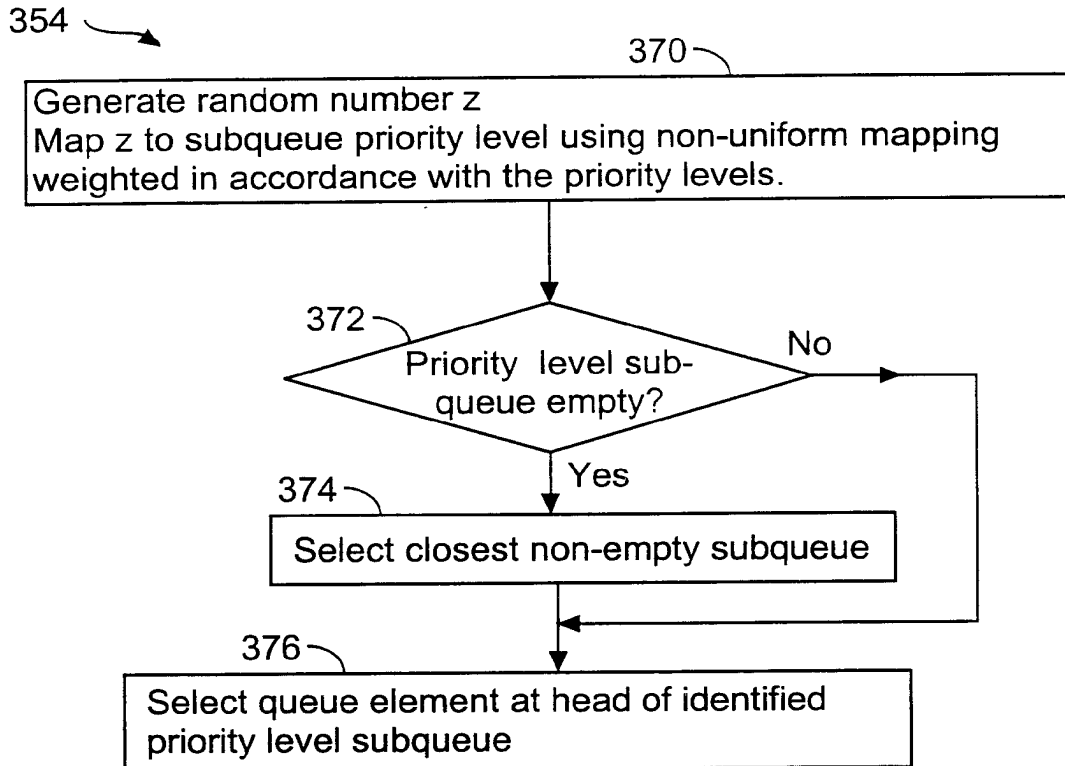 354
370
Generate random number z
Map z to subqueue priority level using non-uniform mapping
weighted in accordance with the priority levels.
372
Priority level sub-
queue empty?
No
Yes
374
Select closest non-empty subqueue
376
Select queue element at head of identified
priority level subqueue